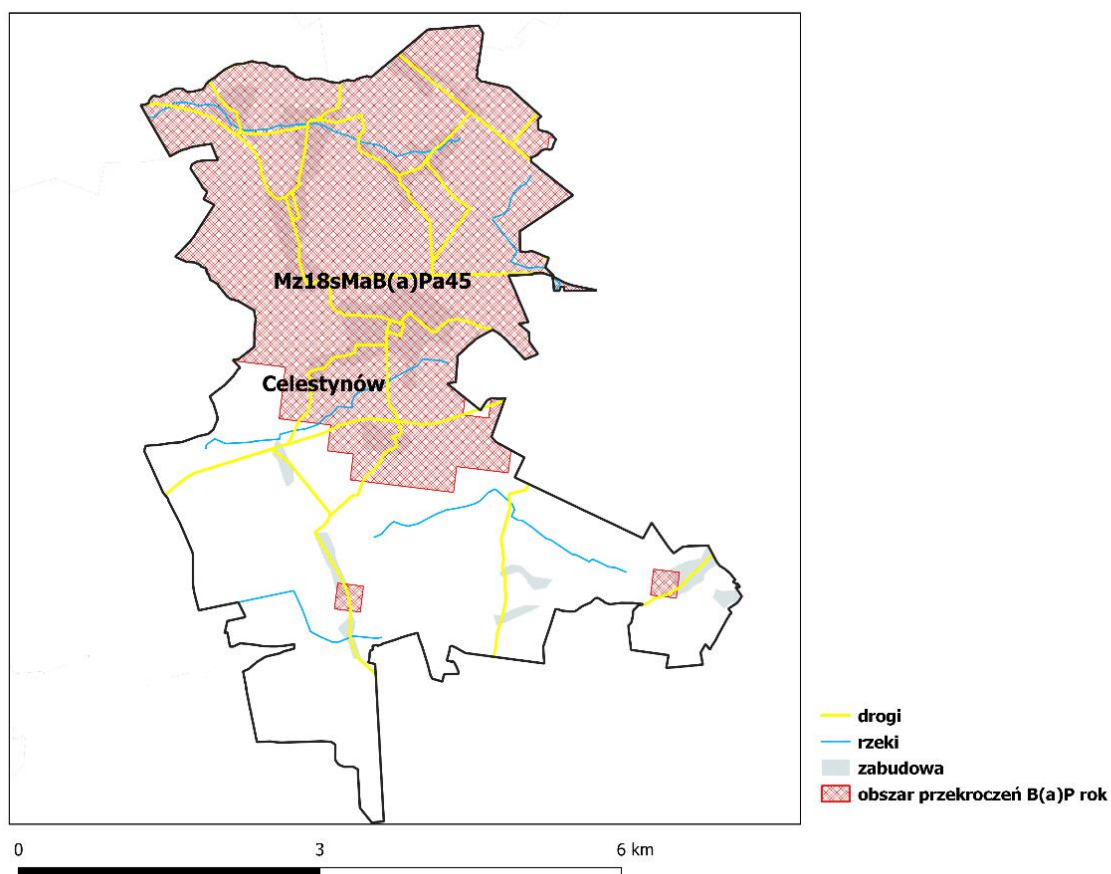 Mz18sMaB(a)Pa45
Celestynów
drogi
rzeki
zabudowa
obszar przekroczeń B(a)P rok
0 3 6 km